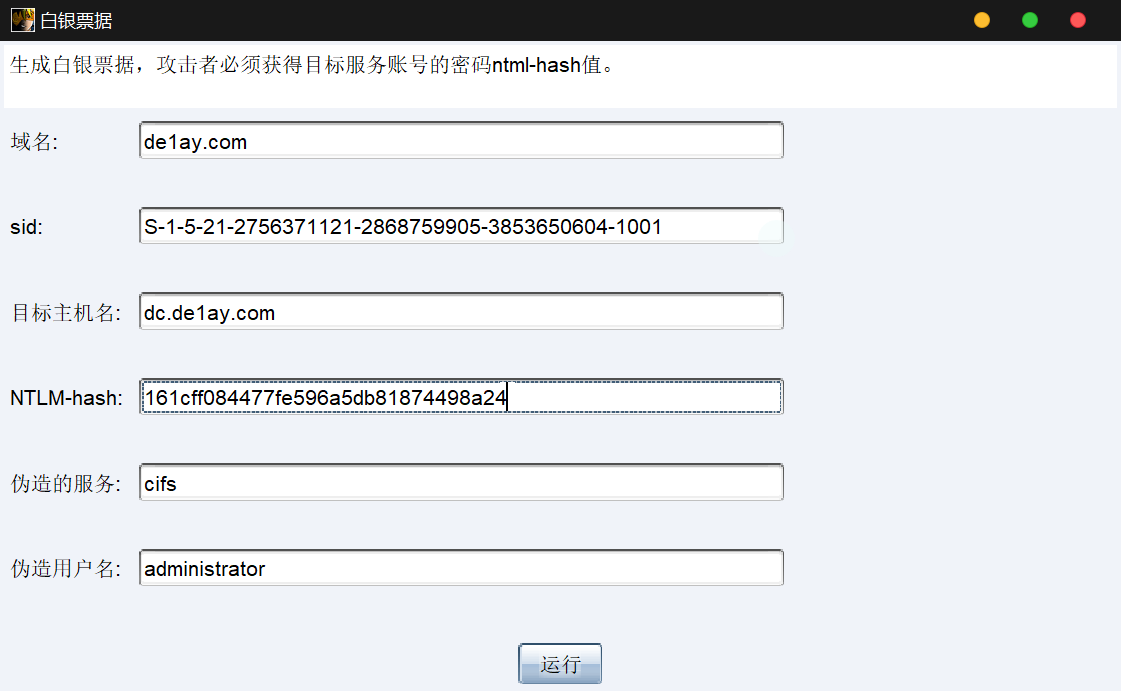 白银票据
生成白银票据，攻击者必须获得目标服务账号的密码ntml-hash值。
域名: de1ay.com
sid: S-1-5-21-2756371121-2868759905-3853650604-1001
目标主机名: dc.de1ay.com
NTLM-hash: 161cff084477fe596a5db81874498a24
伪造的服务: cifs
伪造用户名: administrator
运行